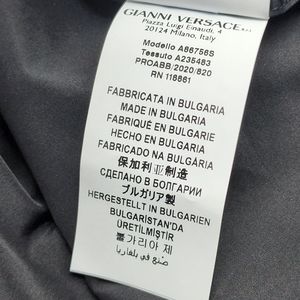 GIANNI VERSACE S.r.l.
Piazza Luigi Einaudi, 4
20124 Milano, Italy
Modello A86756S
Tessuto A235483
PROABB/2020/820
RN 118861
FABBRICATA IN BULGARIA
MADE IN BULGARIA
FABRIQUÉ EN BULGARIE
HECHO EN BULGARIA
FABRICADO NA BULGÁRIA
保加利亚制造
СДЕЛАНО В БОЛГАРИИ
ブルガリア製
HERGESTELLT IN BULGARIEN
BULGARİSTAN'DA
ÜRETİLMİŞTİR
불가리아제
صنع في بلغاريا